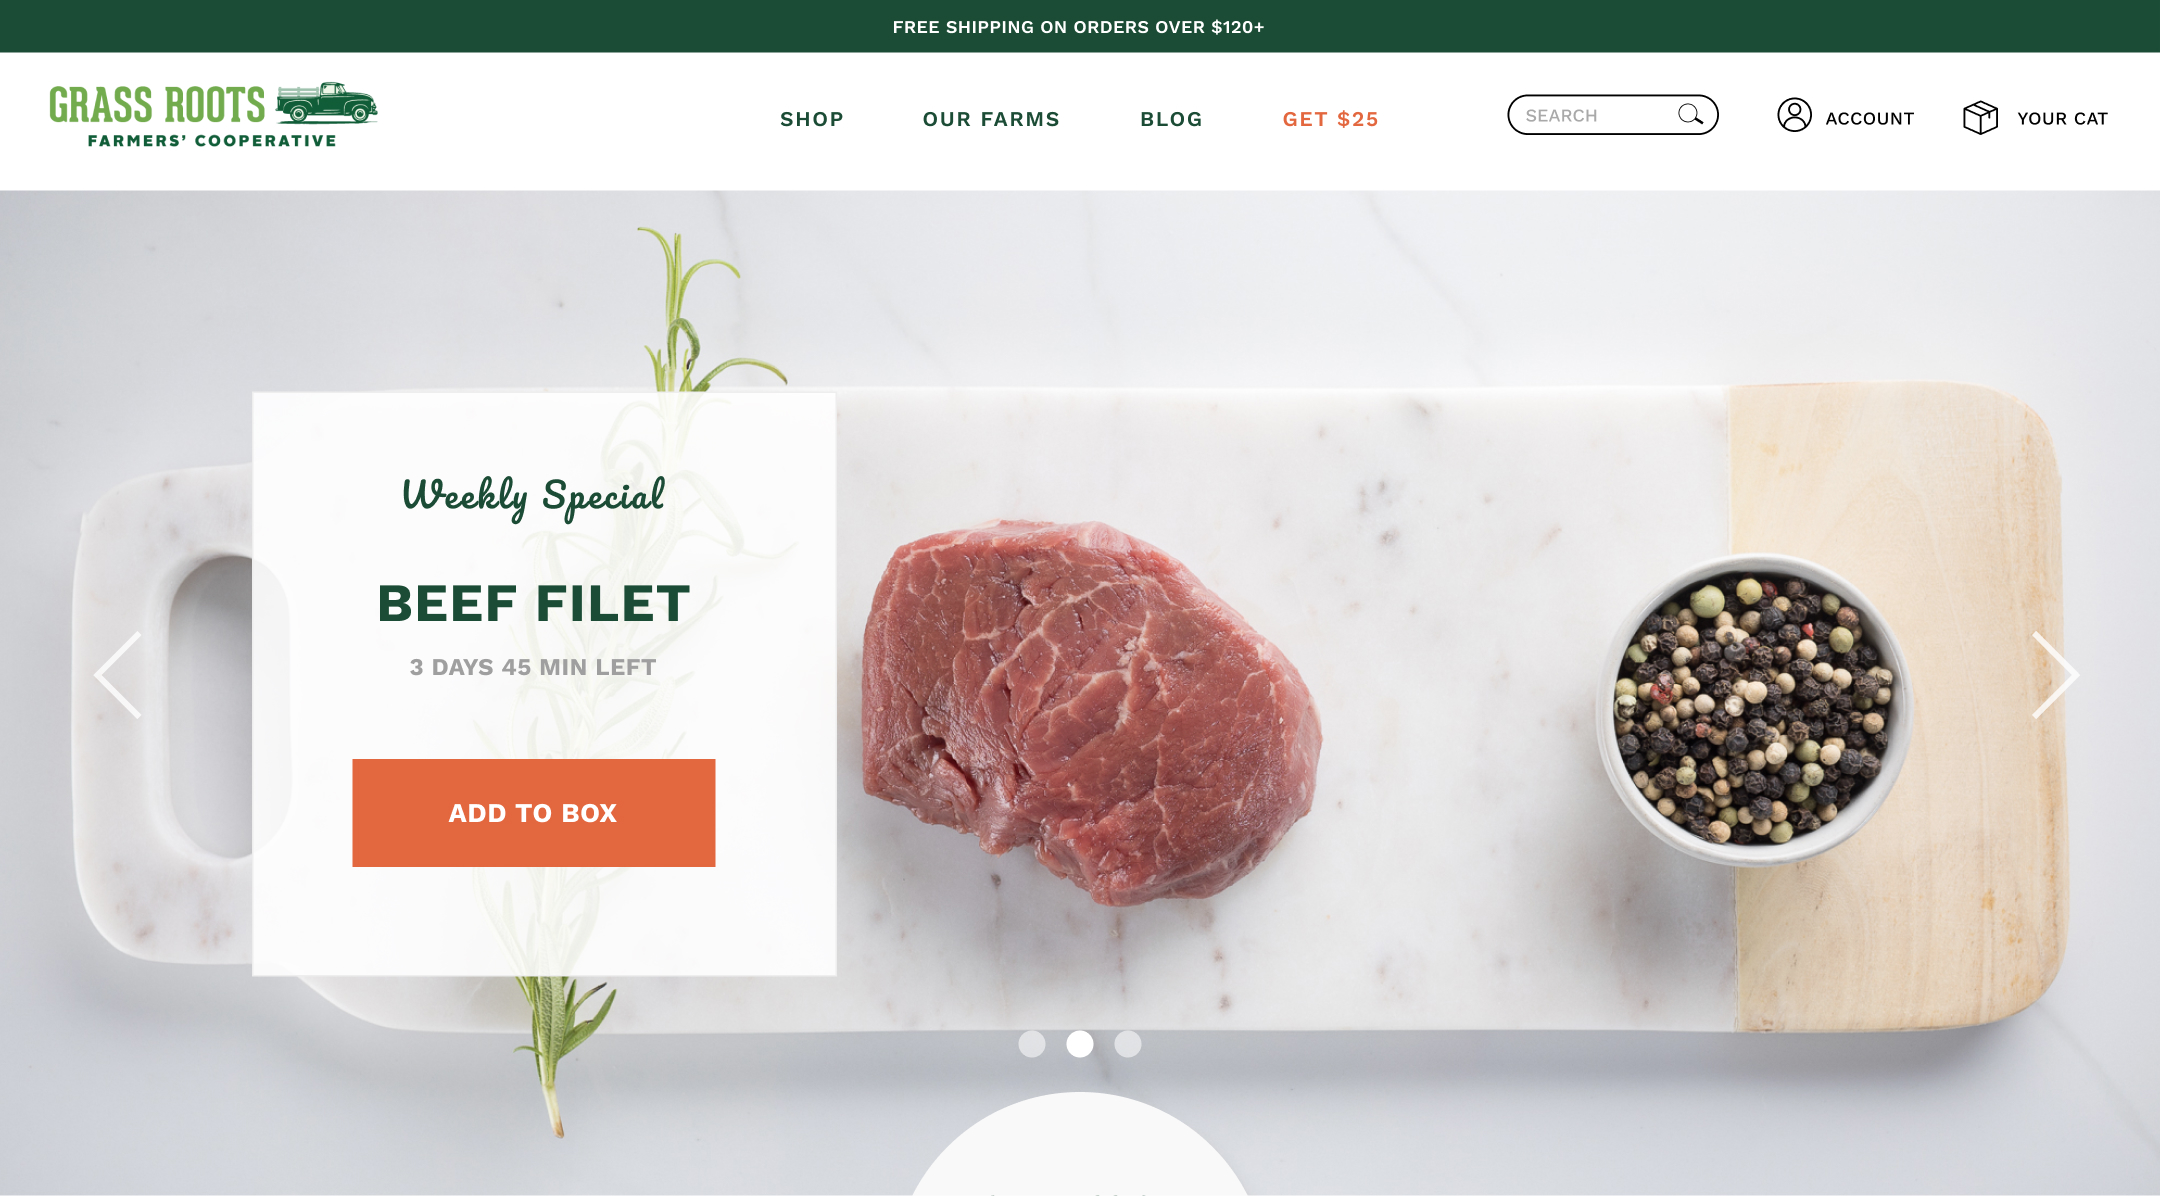 FREE SHIPPING ON ORDERS OVER $120+
GRASS ROOTS
FARMERS' COOPERATIVE
SHOP
OUR FARMS
BLOG
GET $25
SEARCH
ACCOUNT
YOUR CAT
Weekly Special
BEEF FILET
3 DAYS 45 MIN LEFT
ADD TO BOX